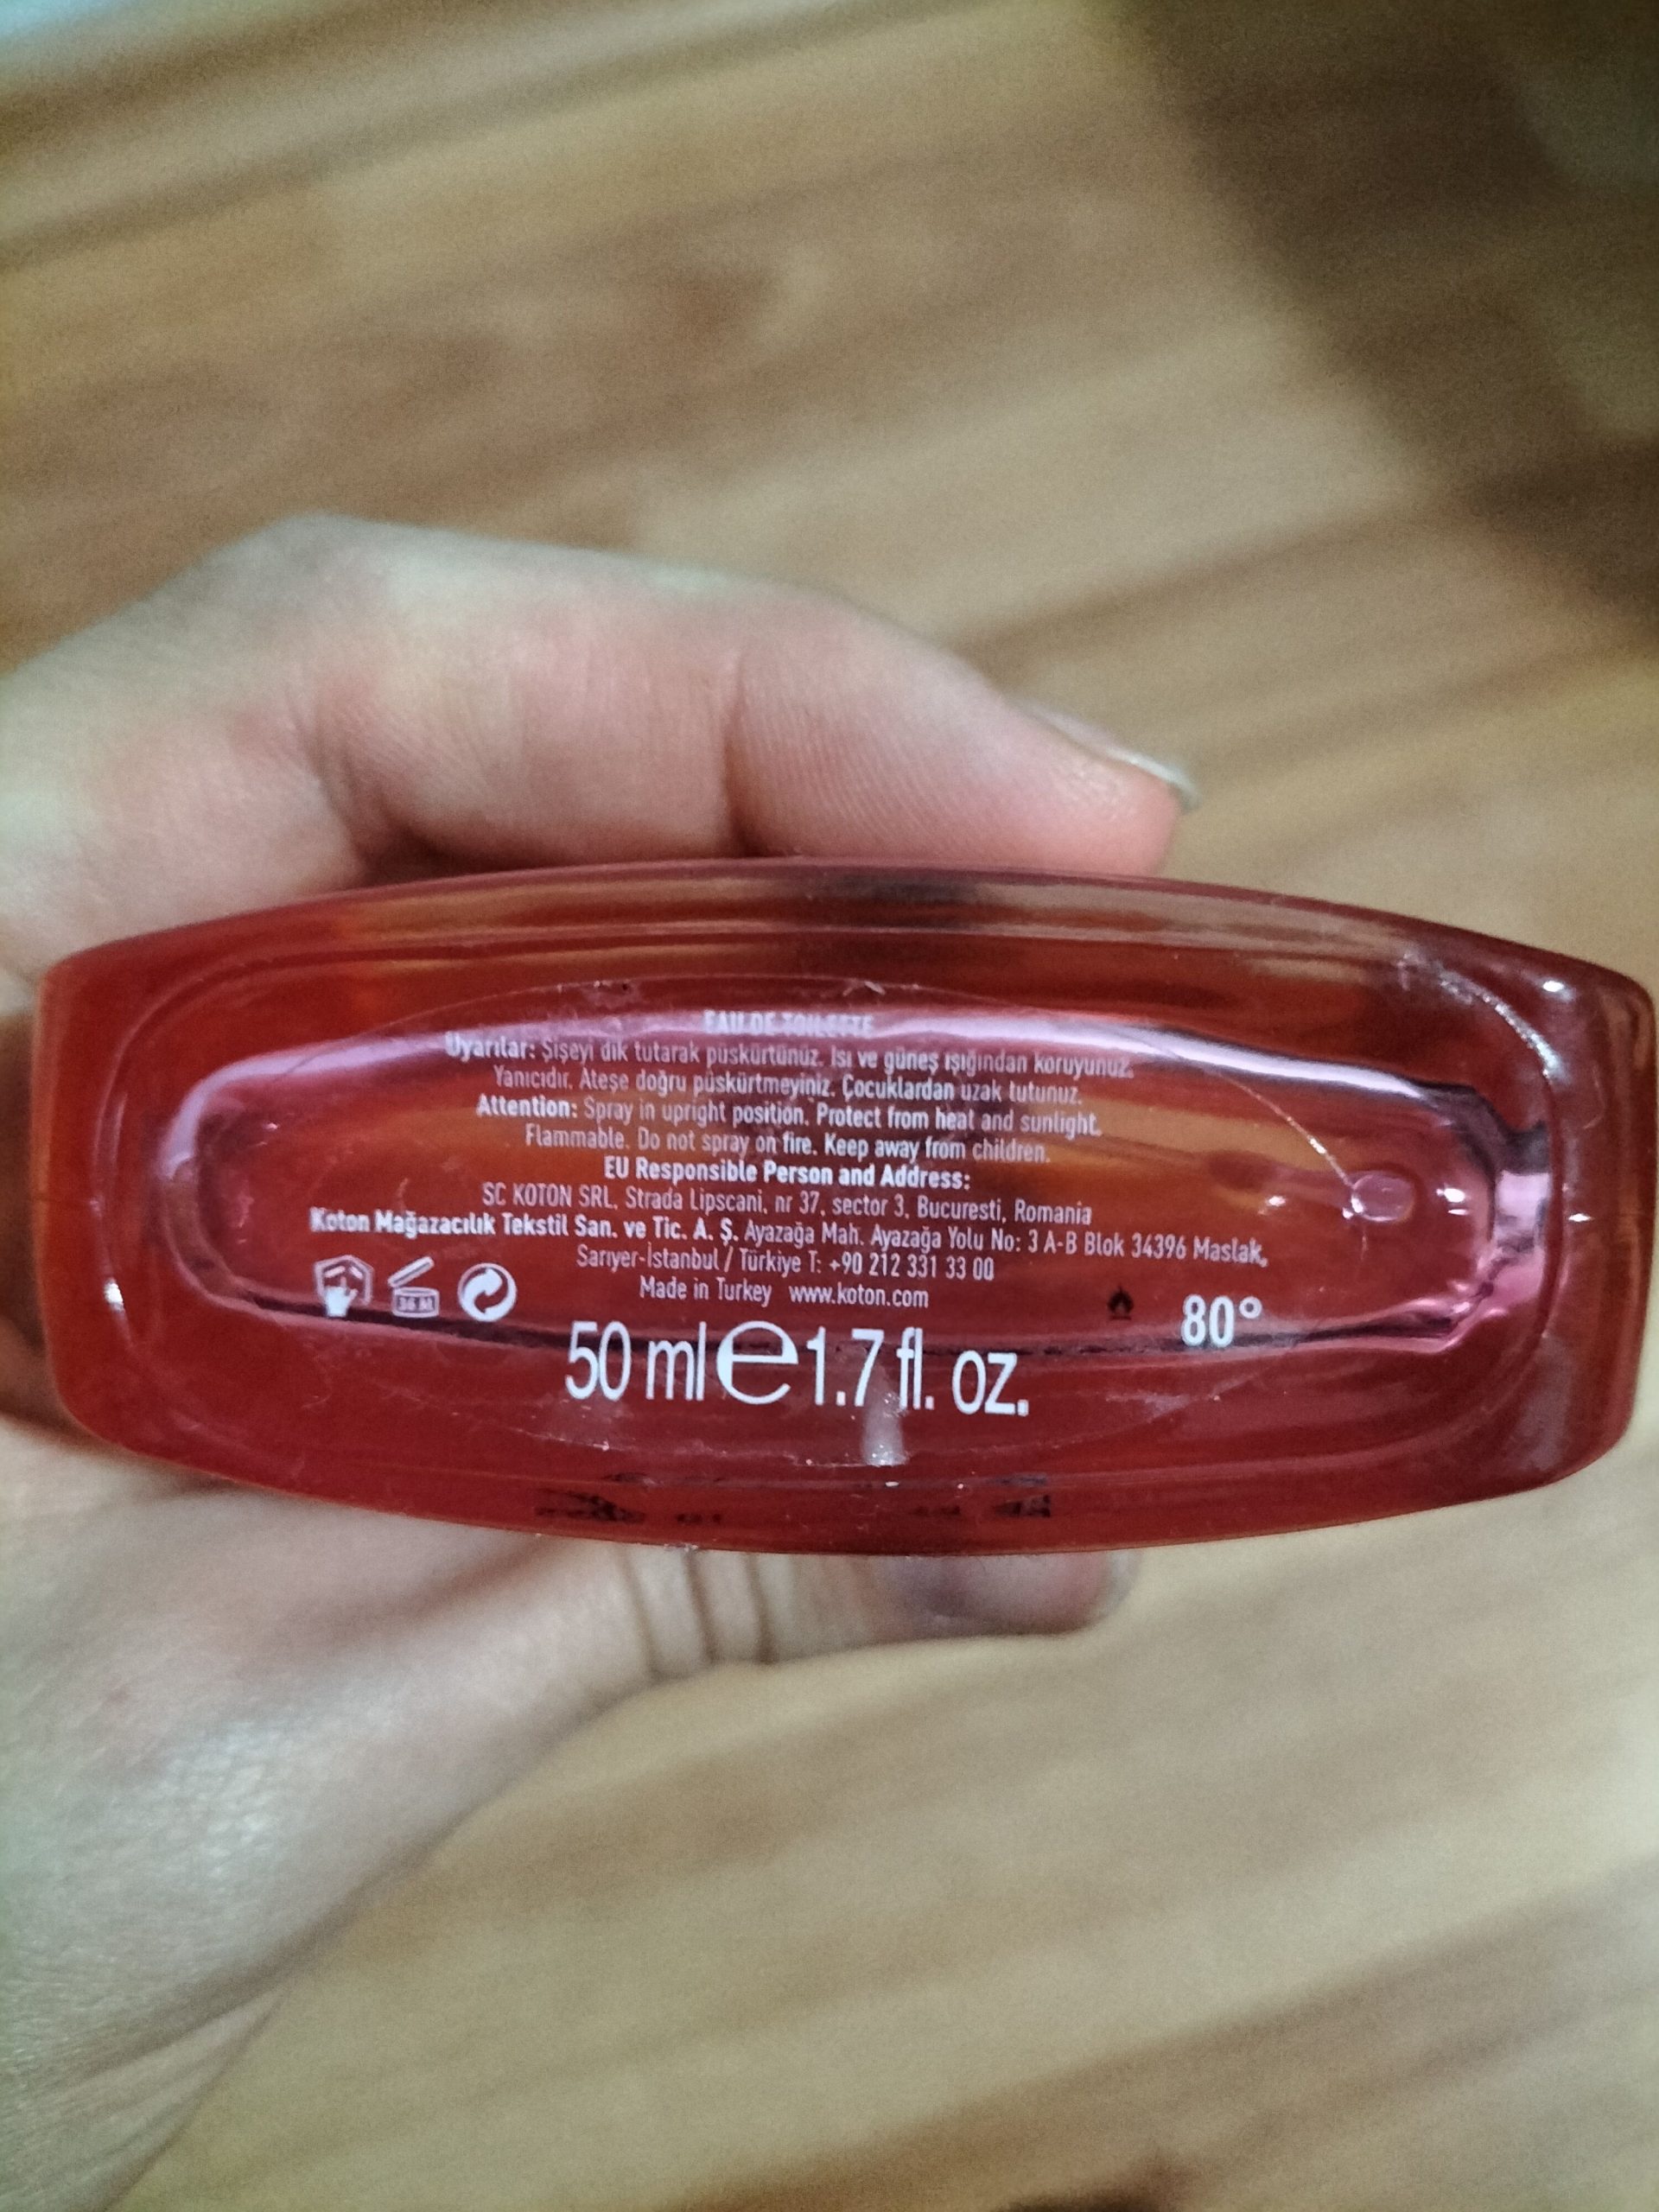 EAU DE TOILETTE
Uyarılar: Şişeyi dik tutarak püskürtünüz. Isı ve güneş ışığından koruyunuz.
Yanıcıdır. Ateşe doğru püskürtmeyiniz. Çocuklardan uzak tutunuz.
Attention: Spray in upright position. Protect from heat and sunlight.
Flammable. Do not spray on fire. Keep away from children.
EU Responsible Person and Address:
SC KOTON SRL, Strada Lipscani, nr 37, sector 3, Bucuresti, Romania
Koton Mağazacılık Tekstil San. ve Tic. A. Ş. Ayazağa Mah. Ayazağa Yolu No: 3 A-B Blok 34396 Maslak,
Sarıyer-İstanbul / Türkiye T: +90 212 331 33 00
Made in Turkey www.koton.com
36 M
80°
50 ml e 1.7 fl. oz.